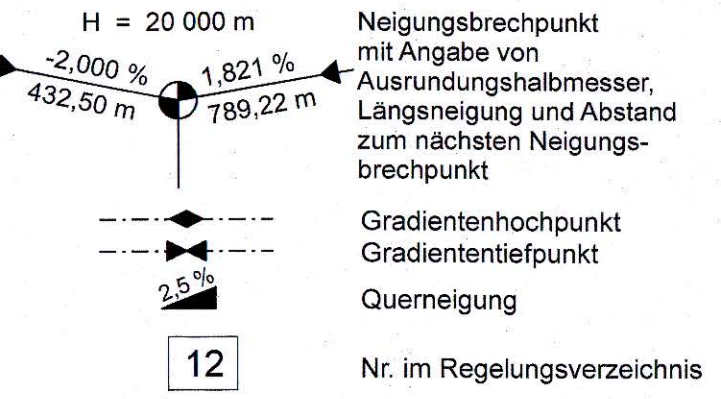 H = 20 000 m
-2,000 %
1,821 %
432,50 m
789,22 m
Neigungsbrechpunkt
mit Angabe von
Ausrundungshalbmesser,
Längsneigung und Abstand
zum nächsten Neigungs-
brechpunkt
Gradientenhochpunkt
Gradiententiefpunkt
2,5 %
Querneigung
12
Nr. im Regelungsverzeichnis